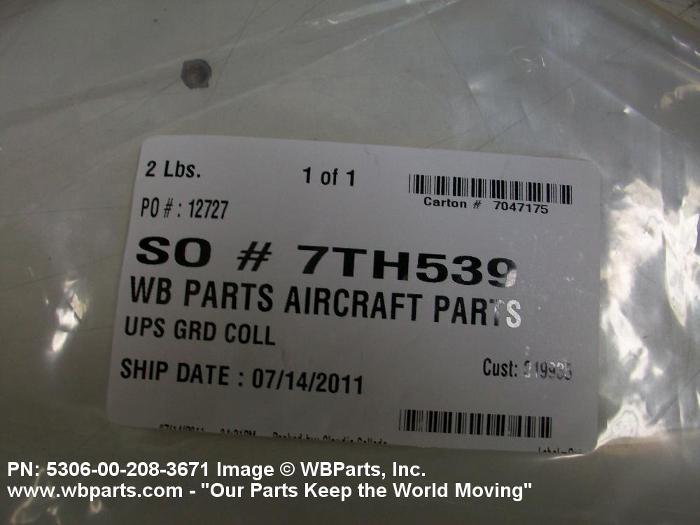 2 Lbs. 1 of 1
Carton # 7047175
PO # : 12727
SO # 7TH539
WB PARTS AIRCRAFT PARTS
UPS GRD COLL
Cust:
SHIP DATE : 07/14/2011
PN: 5306-00-208-3671 Image © WBParts, Inc.
www.wbparts.com - "Our Parts Keep the World Moving"